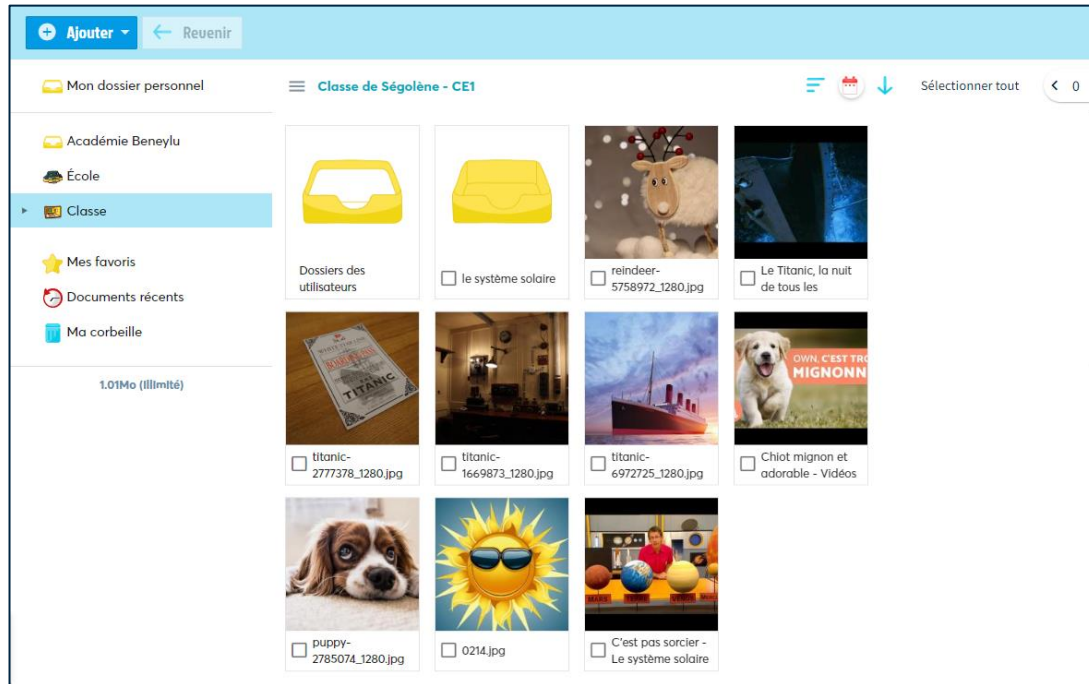 Ajouter
Revenir
Mon dossier personnel
Classe de Ségolène - CE1
Sélectionner tout
0
Académie Beneylu
École
Classe
Mes favoris
Documents récents
Ma corbeille
1.01Mo (Illimité)
Dossiers des
utilisateurs
le système solaire
reindeer-
5758972_1280.jpg
Le Titanic, la nuit
de tous les
TITANIC
titanic-
2777378_1280.jpg
titanic-
1669873_1280.jpg
titanic-
6972725_1280.jpg
OWN, C'EST TRO
MIGNONN
Chiot mignon et
adorable - Vidéos
puppy-
2785074_1280.jpg
0214.jpg
MARS TERRE VENUS
C'est pas sorcier -
Le système solaire